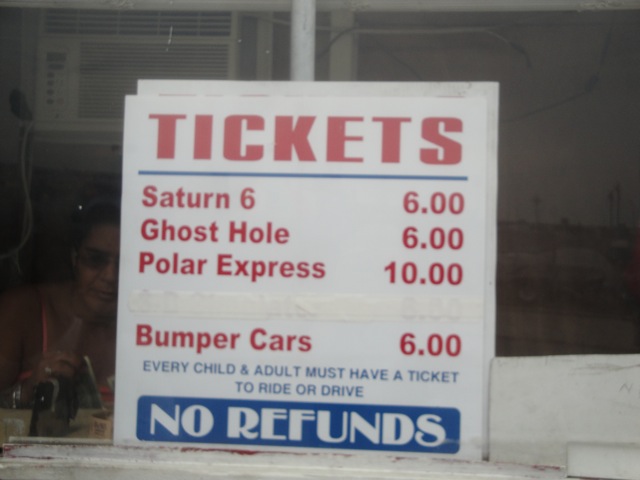 TICKETS
Saturn 6 6.00
Ghost Hole 6.00
Polar Express 10.00
Bumper Cars 6.00
EVERY CHILD & ADULT MUST HAVE A TICKET
TO RIDE OR DRIVE
NO REFUNDS